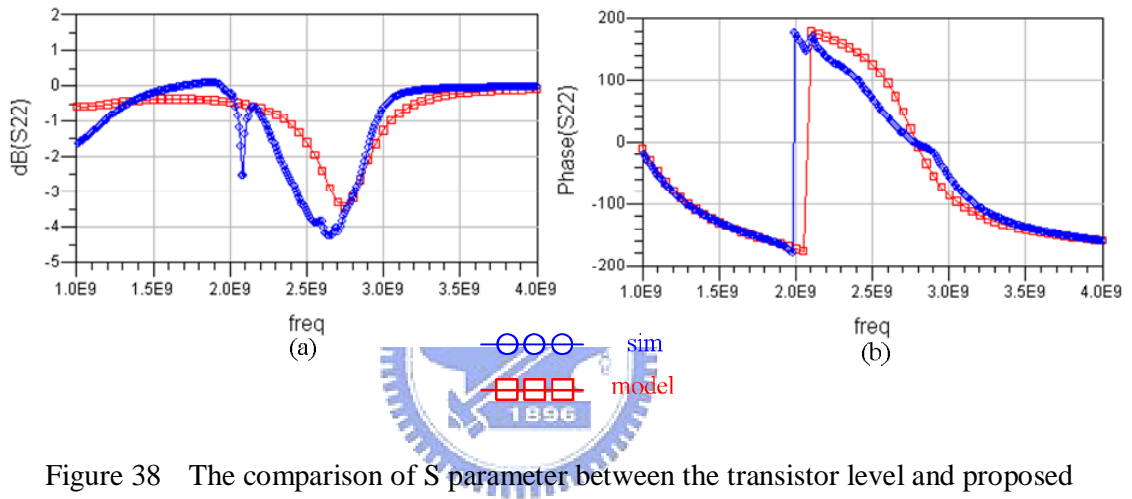 2
1
0
-1
-2
-3
-4
-5
dB(S22)
1.0E9 1.5E9 2.0E9 2.5E9 3.0E9 3.5E9 4.0E9
freq
(a)
200
100
0
-100
-200
Phase(S22)
1.0E9 1.5E9 2.0E9 2.5E9 3.0E9 3.5E9 4.0E9
freq
(b)
sim
model
1896
Figure 38 The comparison of S parameter between the transistor level and proposed